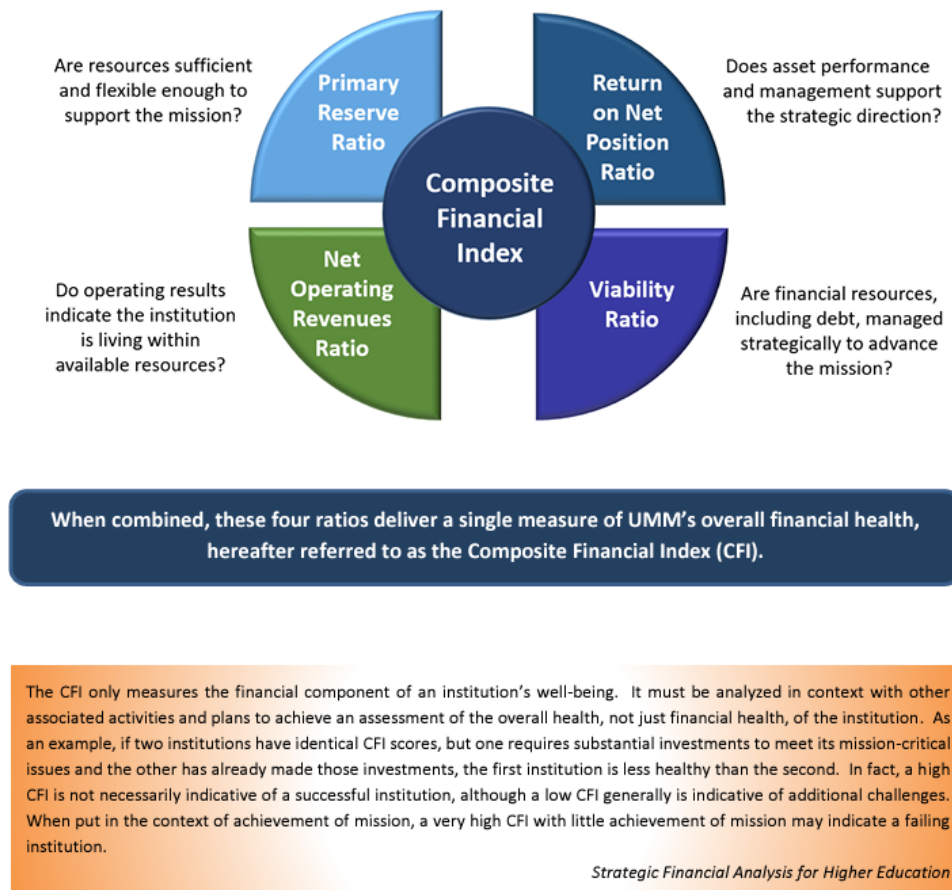 Are resources sufficient
and flexible enough to
support the mission?
Primary
Reserve
Ratio
Return
on Net
Position
Ratio
Does asset performance
and management support
the strategic direction?
Composite
Financial
Index
Do operating results
indicate the institution
is living within
available resources?
Net
Operating
Revenues
Ratio
Viability
Ratio
Are financial resources,
including debt, managed
strategically to advance
the mission?
When combined, these four ratios deliver a single measure of UMM's overall financial health,
hereafter referred to as the Composite Financial Index (CFI).
The CFI only measures the financial component of an institution's well-being. It must be analyzed in context with other
associated activities and plans to achieve an assessment of the overall health, not just financial health, of the institution. As
an example, if two institutions have identical CFI scores, but one requires substantial investments to meet its mission-critical
issues and the other has already made those investments, the first institution is less healthy than the second. In fact, a high
CFI is not necessarily indicative of a successful institution, although a low CFI generally is indicative of additional challenges.
When put in the context of achievement of mission, a very high CFI with little achievement of mission may indicate a failing
institution.
Strategic Financial Analysis for Higher Education